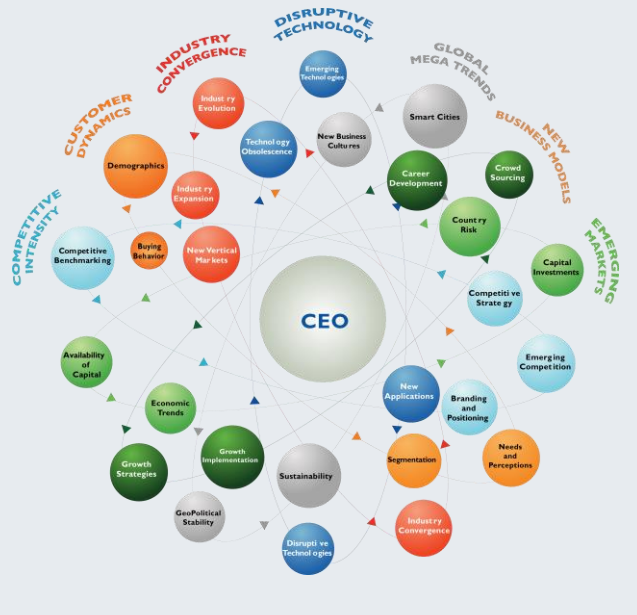 DISRUPTIVE
TECHNOLOGY
INDUSTRY
CONVERGENCE
GLOBAL
MEGA TRENDS
CUSTOMER
DYNAMICS
NEW
BUSINESS MODELS
COMPETITIVE
INTENSITY
EMERGING
MARKETS
Emerging
Technologies
Industry
Evolution
Smart Cities
Technology
Obsolescence
New Business
Cultures
Demographics
Career
Development
Crowd
Sourcing
Industry
Expansion
Country
Risk
Competitive
Benchmarking
Buying
Behavior
New Vertical
Markets
Capital
Investments
Competitive
Strategy
CEO
Availability
of
Capital
Emerging
Competition
New
Applications
Economic
Trends
Branding
and
Positioning
Growth
Strategies
Growth
Implementation
Sustainability
Segmentation
Needs
and
Perceptions
GeoPolitical
Stability
Industry
Convergence
Disruptive
Technologies